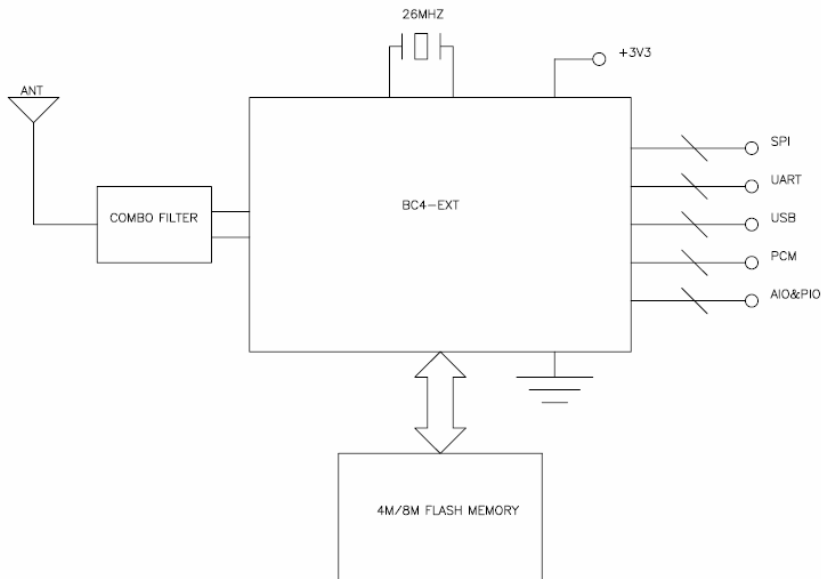 26MHZ
+3V3
ANT
SPI
UART
COMBO FILTER
BC4-EXT
USB
PCM
AIO&PIO
4M/8M FLASH MEMORY